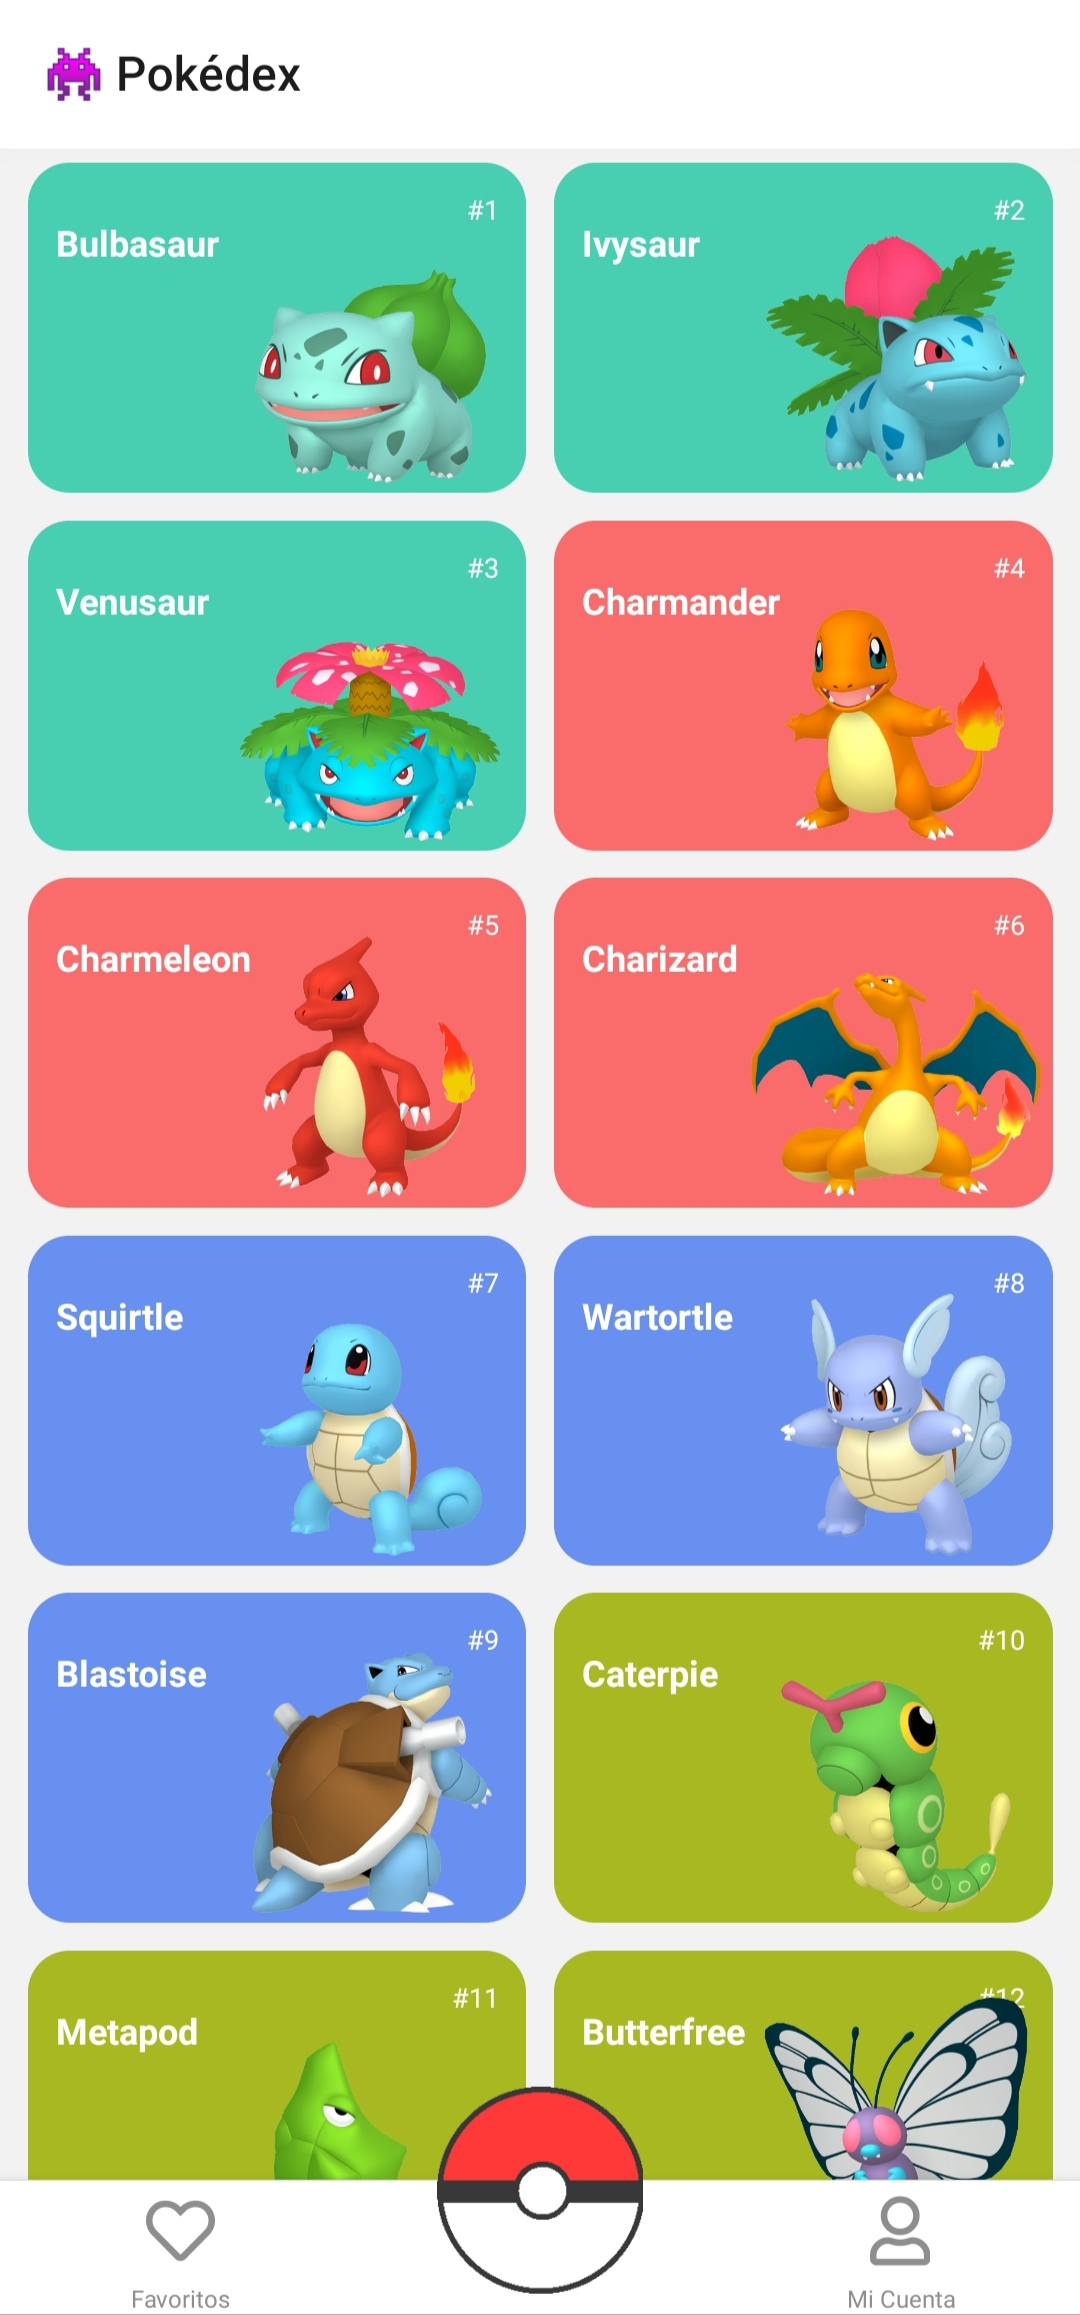 Pokédex
#1
Bulbasaur
#2
Ivysaur
#3
Venusaur
#4
Charmander
#5
Charmeleon
#6
Charizard
#7
Squirtle
#8
Wartortle
#9
Blastoise
#10
Caterpie
#11
Metapod
#12
Butterfree
Favoritos
Mi Cuenta